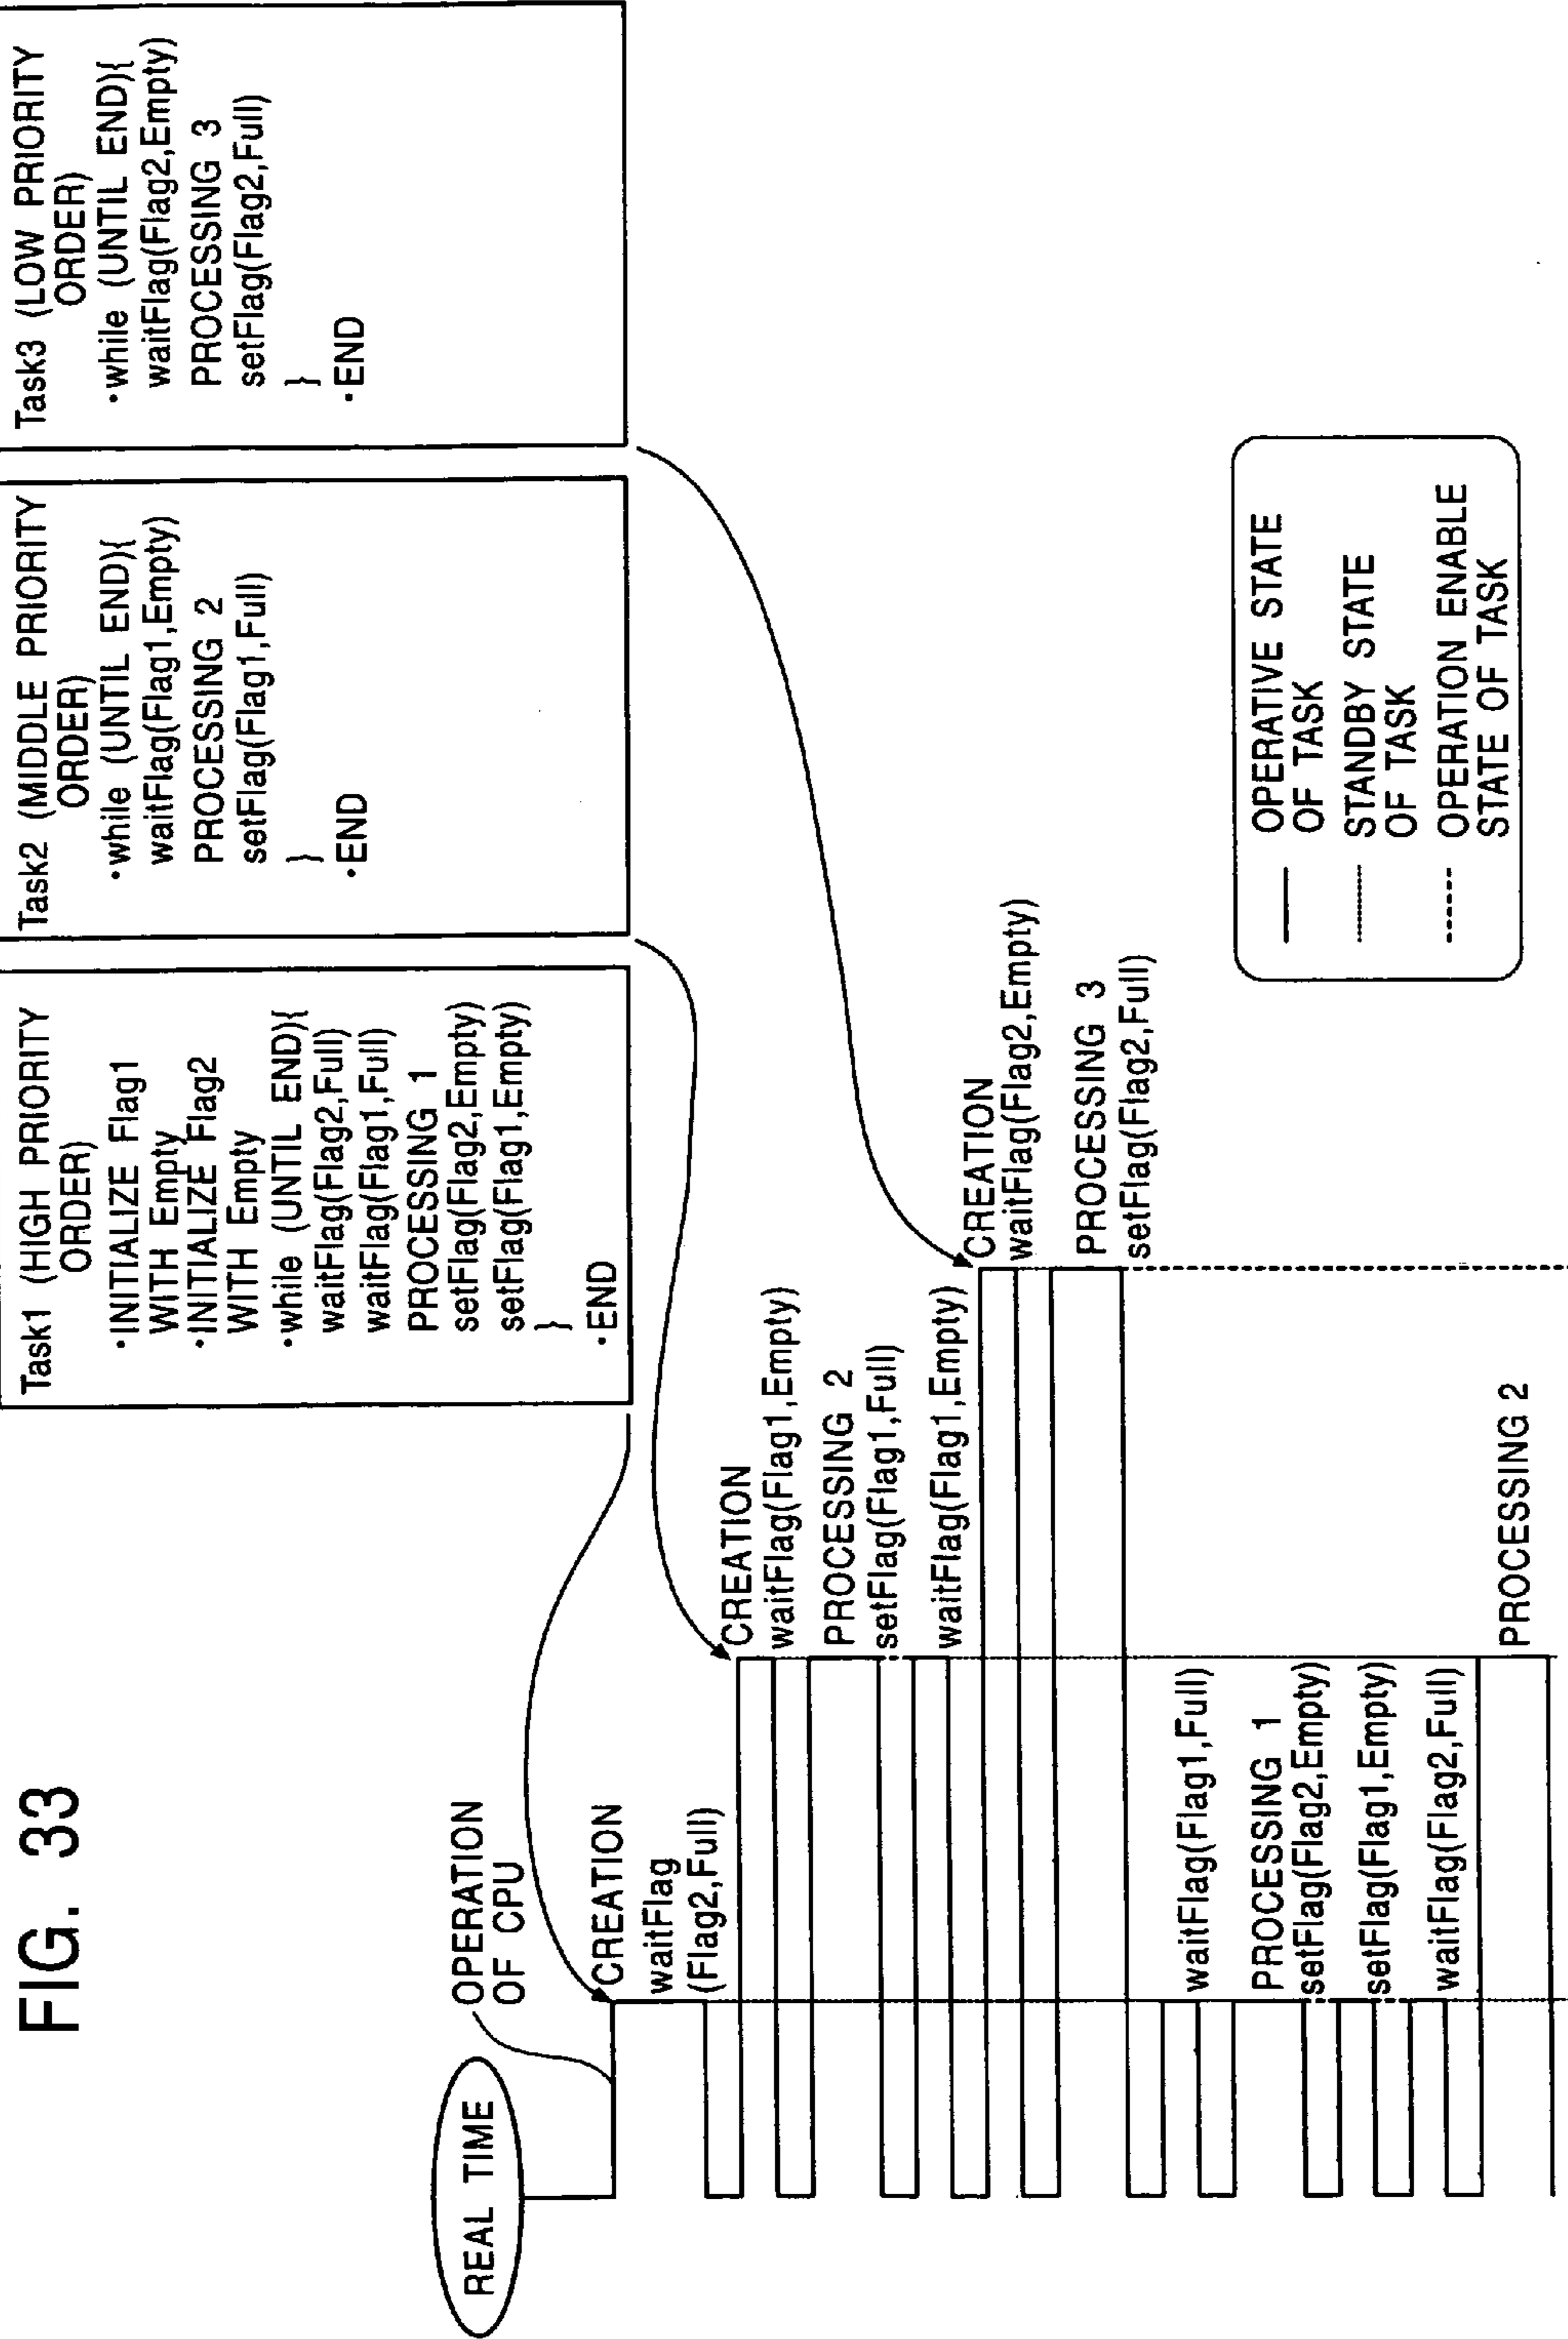 FIG. 33
Task1 (HIGH PRIORITY
ORDER)
•INITIALIZE Flag1
WITH Empty
•INITIALIZE Flag2
WITH Empty
•while (UNTIL END){
waitFlag(Flag2,Full)
waitFlag(Flag1,Full)
PROCESSING 1
setFlag(Flag2,Empty)
setFlag(Flag1,Empty)
}
•END
Task2 (MIDDLE PRIORITY
ORDER)
•while (UNTIL END){
waitFlag(Flag1,Empty)
PROCESSING 2
setFlag(Flag1,Full)
}
•END
Task3 (LOW PRIORITY
ORDER)
•while (UNTIL END){
waitFlag(Flag2,Empty)
PROCESSING 3
setFlag(Flag2,Full)
}
•END
REAL TIME
OPERATION
OF CPU
CREATION
waitFlag
(Flag2,Full)
CREATION
waitFlag(Flag1,Empty)
PROCESSING 2
setFlag(Flag1,Full)
waitFlag(Flag1,Empty)
CREATION
waitFlag(Flag2,Empty)
PROCESSING 3
setFlag(Flag2,Full)
waitFlag(Flag1,Full)
PROCESSING 1
setFlag(Flag2,Empty)
setFlag(Flag1,Empty)
waitFlag(Flag2,Full)
PROCESSING 2
OPERATIVE STATE
OF TASK
STANDBY STATE
OF TASK
OPERATION ENABLE
STATE OF TASK